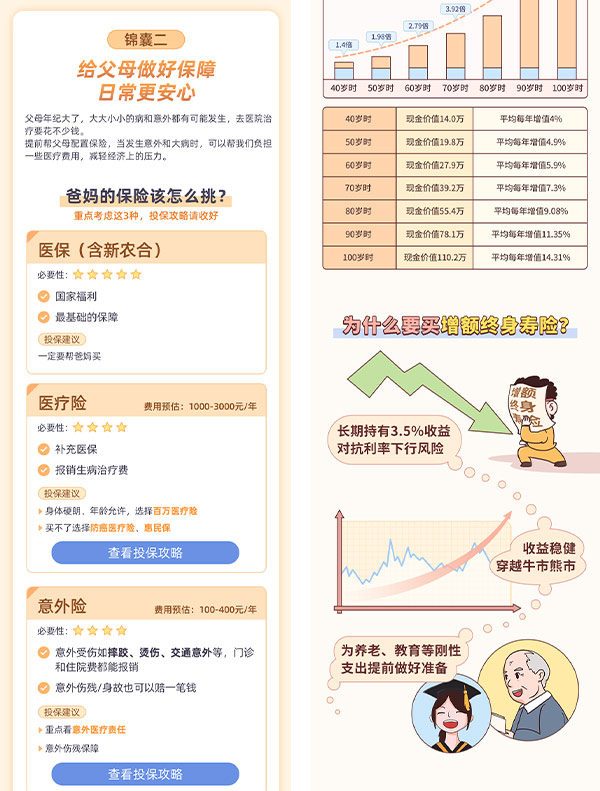 锦囊二
给父母做好保障
日常更安心
父母年纪大了，大大小小的病和意外都有可能发生，去医院治
疗要花不少钱。
提前帮父母配置保险，当发生意外和大病时，可以帮我们负担
一些医疗费用，减轻经济上的压力。
爸妈的保险该怎么挑？
重点考虑这3种，投保攻略请收好
医保（含新农合）
必要性：
国家福利
最基础的保障
投保建议
一定要帮爸妈买
医疗险 费用预估：1000-3000元/年
必要性：
补充医保
报销生病治疗费
投保建议
身体硬朗、年龄允许，选择百万医疗险
买不了选择防癌医疗险、惠民保
查看投保攻略
意外险 费用预估：100-400元/年
必要性：
意外受伤如摔跤、烫伤、交通意外等，门诊
和住院费都能报销
意外伤残/身故也可以赔一笔钱
投保建议
重点看意外医疗责任
意外伤残保障
查看投保攻略
1.4倍 1.98倍 2.79倍 3.92倍
40岁时 50岁时 60岁时 70岁时 80岁时 90岁时 100岁时
40岁时 现金价值14.0万 平均每年增值4%
50岁时 现金价值19.8万 平均每年增值4.9%
60岁时 现金价值27.9万 平均每年增值5.9%
70岁时 现金价值39.2万 平均每年增值7.3%
80岁时 现金价值55.4万 平均每年增值9.08%
90岁时 现金价值78.1万 平均每年增值11.35%
100岁时 现金价值110.2万 平均每年增值14.31%
为什么要买增额终身寿险？
增额
终身
寿险
长期持有3.5%收益
对抗利率下行风险
收益稳健
穿越牛市熊市
为养老、教育等刚性
支出提前做好准备